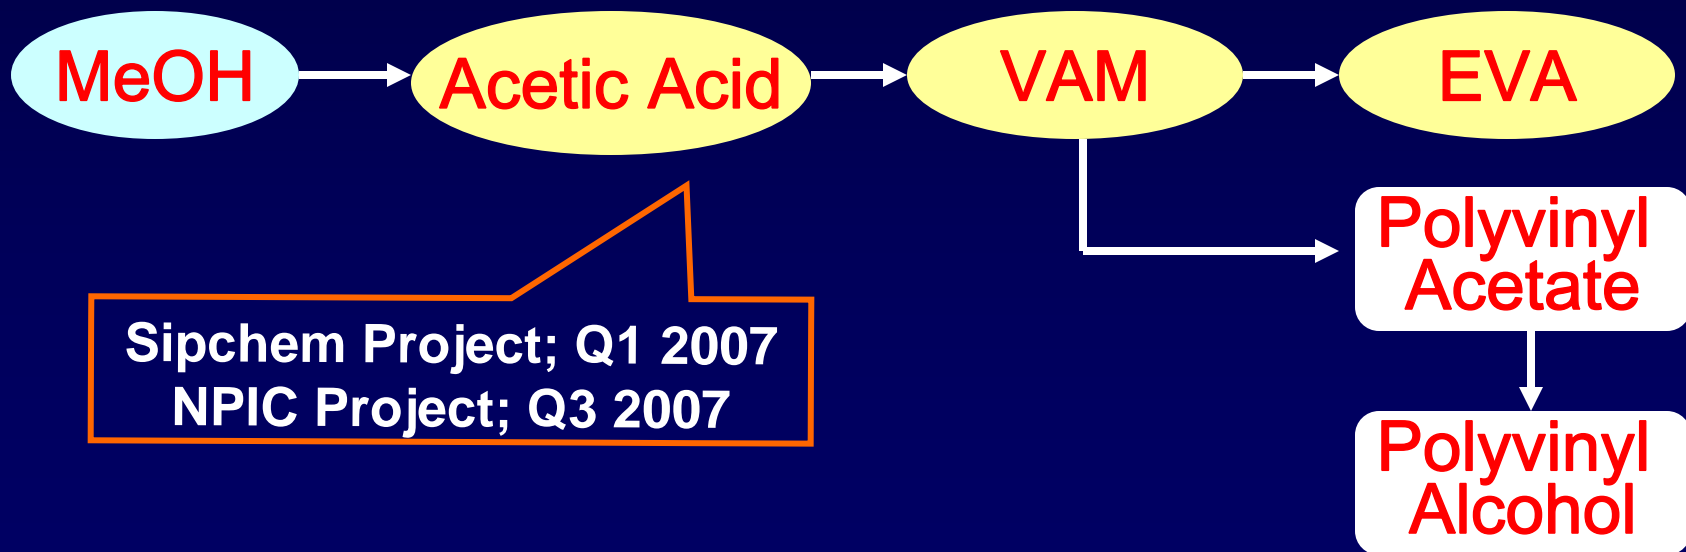 MeOH
Acetic Acid
VAM
EVA
Polyvinyl
Acetate
Sipchem Project; Q1 2007
NPIC Project; Q3 2007
Polyvinyl
Alcohol